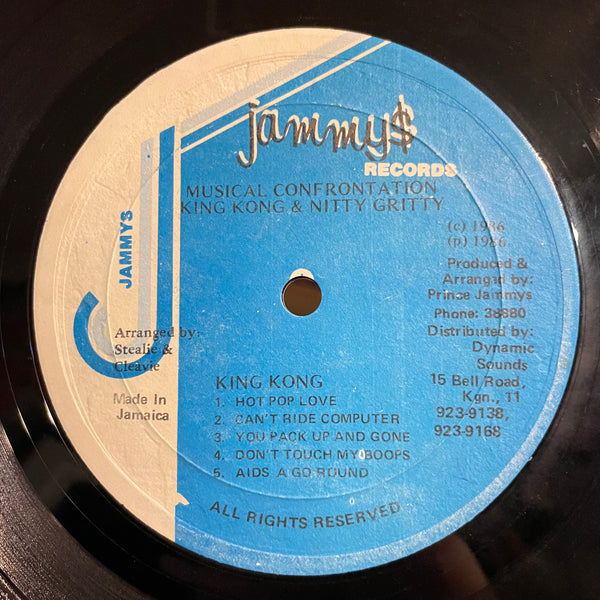 jammy$
RECORDS
MUSICAL CONFRONTATION
KING KONG & NITTY GRITTY
JAMMYS
(c) 1986
(p) 1986
Produced &
Arranged by:
Prince Jammys
Phone: 38880
Distributed by:
Dynamic
Sounds
15 Bell Road,
Kgn., 11
923-9138,
923-9168
Arranged by:
Stealie &
Cleavie
Made In
Jamaica
KING KONG
1. HOT POP LOVE
2. CAN'T RIDE COMPUTER
3. YOU PACK UP AND GONE
4. DON'T TOUCH MY BOOPS
5. AIDS A GO ROUND
ALL RIGHTS RESERVED